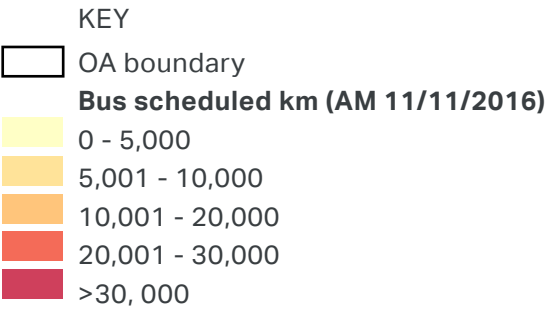 KEY
OA boundary
Bus scheduled km (AM 11/11/2016)
0 - 5,000
5,001 - 10,000
10,001 - 20,000
20,001 - 30,000
>30, 000